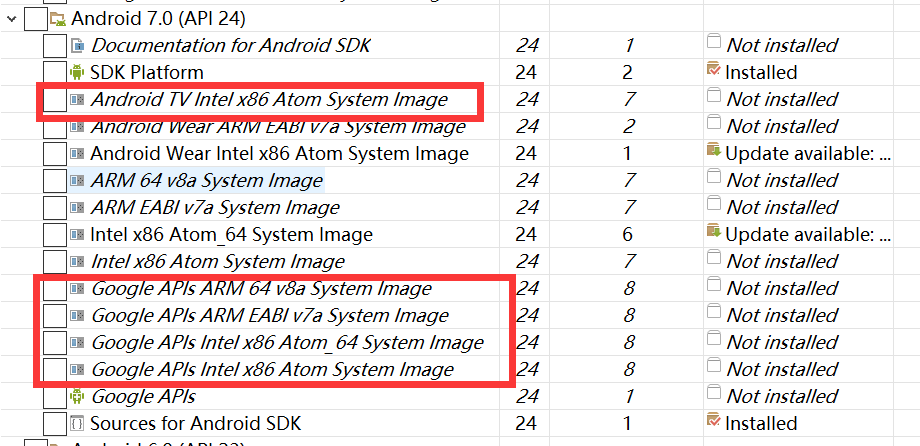 Android 7.0 (API 24)
Documentation for Android SDK 24 1 Not installed
SDK Platform 24 2 Installed
Android TV Intel x86 Atom System Image 24 7 Not installed
Android Wear ARM EABI v7a System Image 24 2 Not installed
Android Wear Intel x86 Atom System Image 24 1 Update available: ...
ARM 64 v8a System Image 24 7 Not installed
ARM EABI v7a System Image 24 7 Not installed
Intel x86 Atom_64 System Image 24 6 Update available: ...
Intel x86 Atom System Image 24 7 Not installed
Google APIs ARM 64 v8a System Image 24 8 Not installed
Google APIs ARM EABI v7a System Image 24 8 Not installed
Google APIs Intel x86 Atom_64 System Image 24 8 Not installed
Google APIs Intel x86 Atom System Image 24 8 Not installed
Google APIs 24 1 Not installed
Sources for Android SDK 24 1 Installed